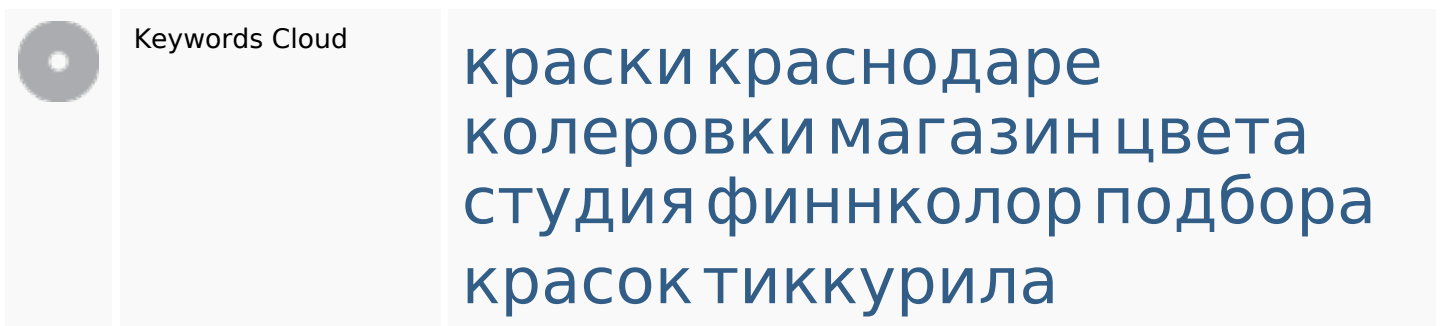 Keywords Cloud
краски краснодаре
колеровки магазин цвета
студия финнколор подбора
красок тиккурила